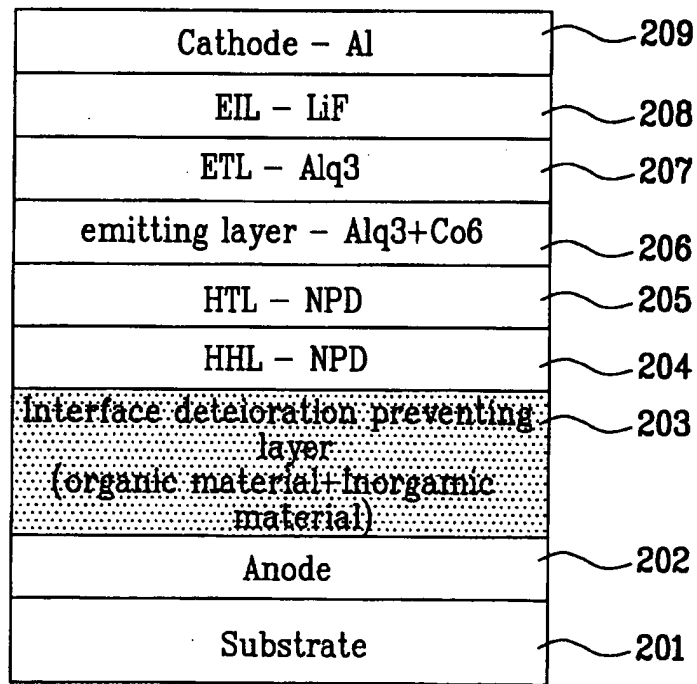 Cathode - Al 209
EIL - LiF 208
ETL - Alq3 207
emitting layer - Alq3+Co6 206
HTL - NPD 205
HHL - NPD 204
Interface deteioration preventing 203
layer
(organic material+Inorgamic
material)
Anode 202
Substrate 201